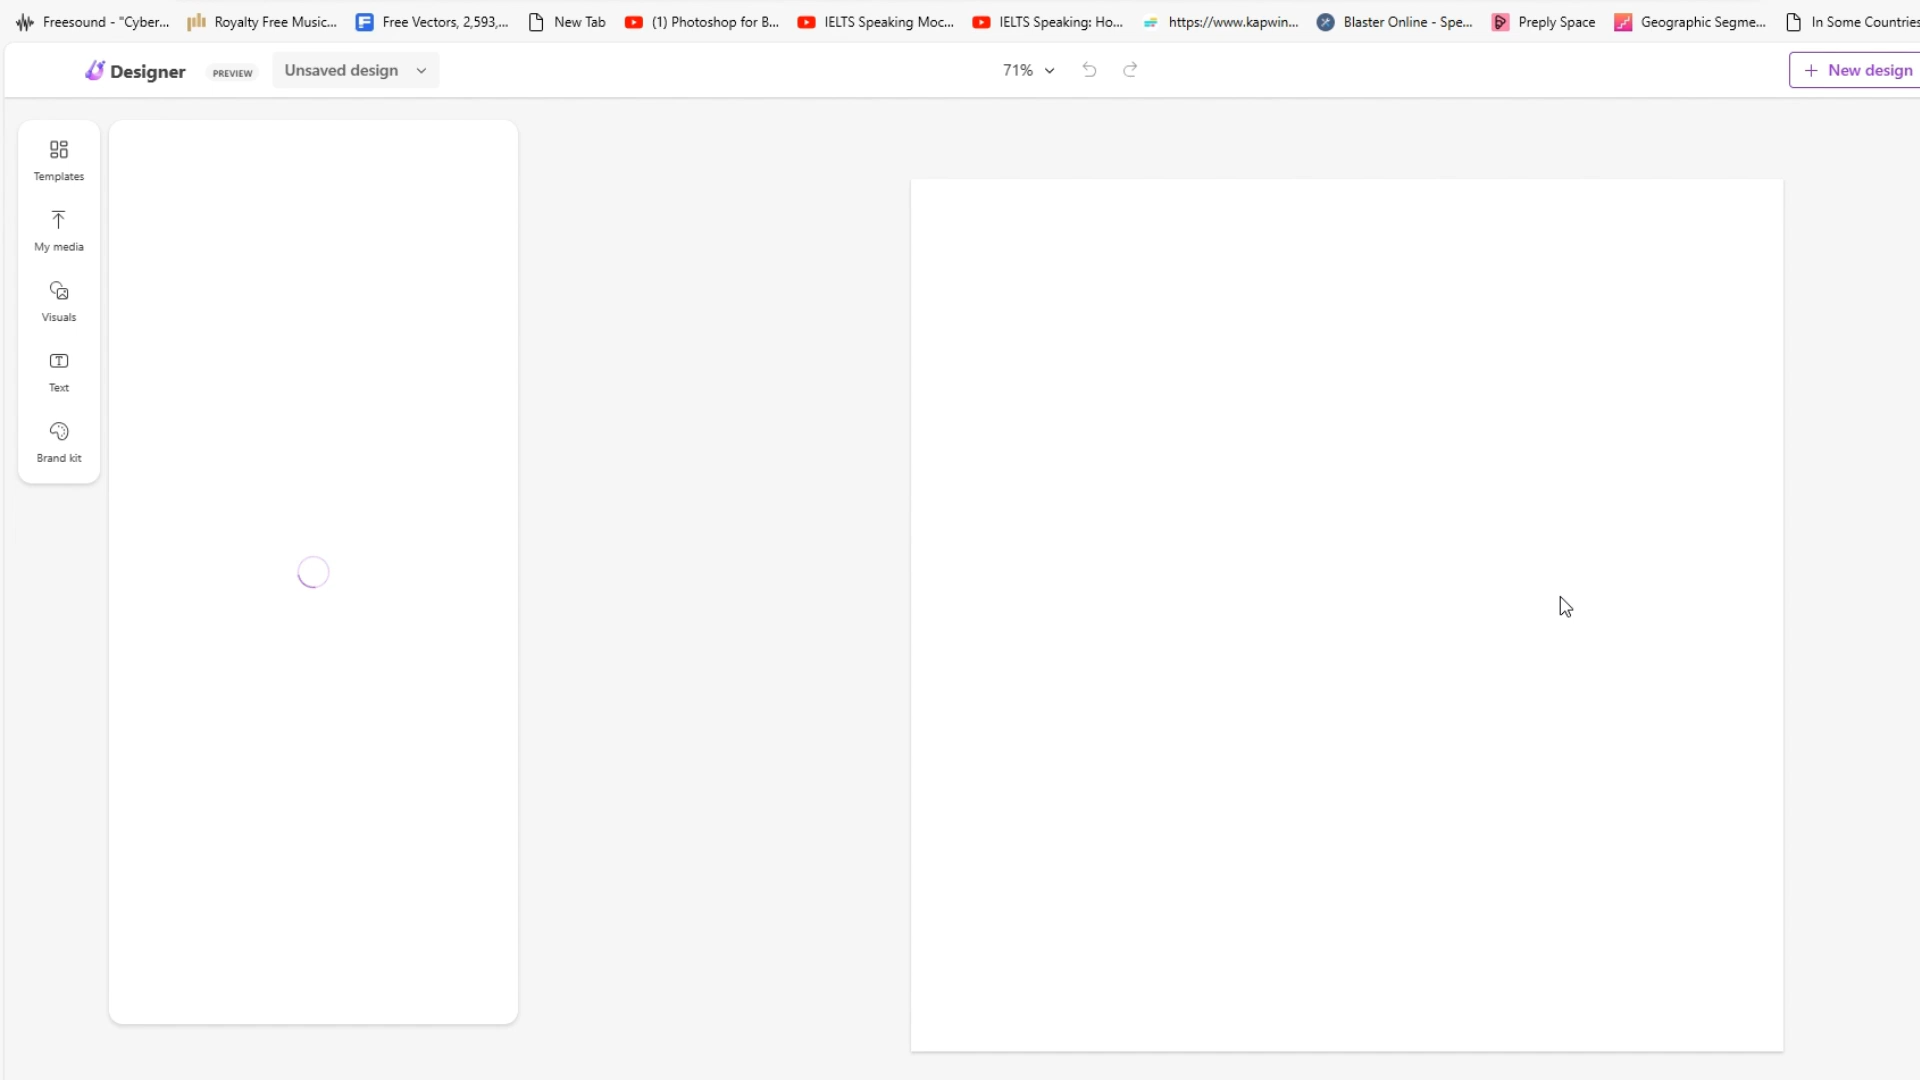 Freesound - "Cyber... Royalty Free Music... Free Vectors, 2,593,... New Tab (1) Photoshop for B... IELTS Speaking Moc... IELTS Speaking: Ho... https://www.kapwin... Blaster Online - Spe... Preply Space Geographic Segme... In Some Countries
Designer PREVIEW Unsaved design 71% New design
Templates
My media
Visuals
Text
Brand kit